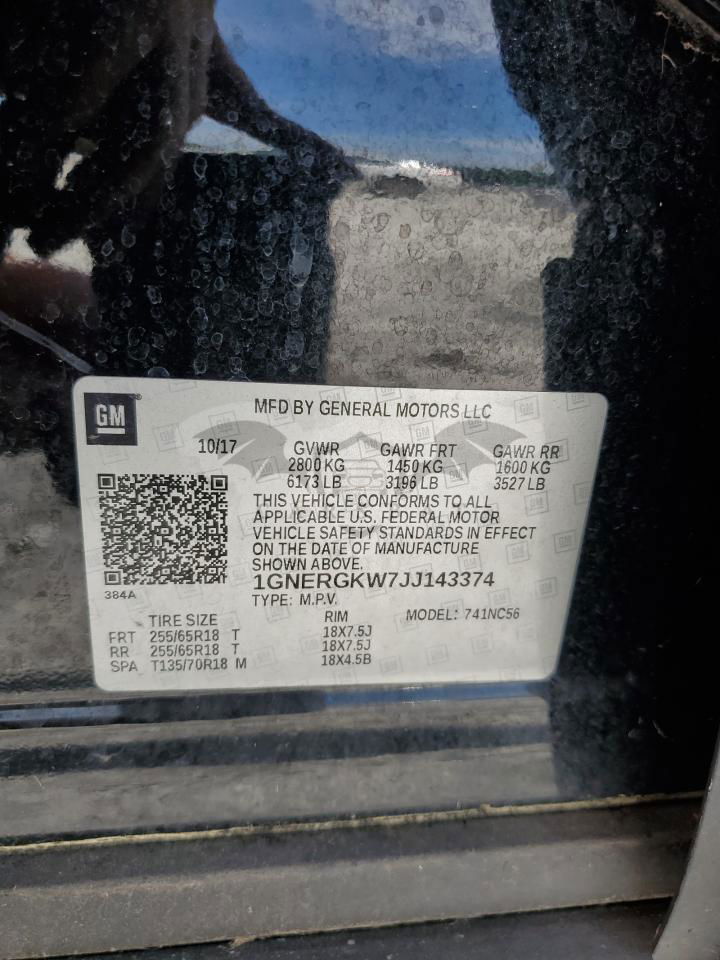 GM
MFD BY GENERAL MOTORS LLC
10/17 GVWR GAWR FRT GAWR RR
2800 KG 1450 KG 1600 KG
6173 LB 3196 LB 3527 LB
THIS VEHICLE CONFORMS TO ALL
APPLICABLE U.S. FEDERAL MOTOR
VEHICLE SAFETY STANDARDS IN EFFECT
ON THE DATE OF MANUFACTURE
SHOWN ABOVE.
384A
1GNERGKW7JJ143374
TYPE: M.P.V. MODEL: 741NC56
TIRE SIZE RIM
FRT 255/65R18 T 18X7.5J
RR 255/65R18 T 18X7.5J
SPA T135/70R18 M 18X4.5B